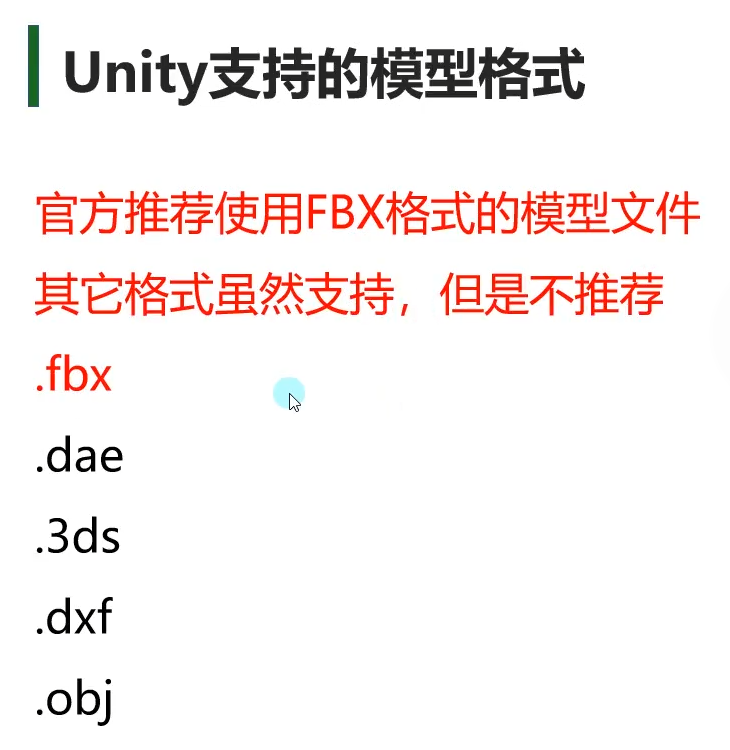 Unity支持的模型格式
官方推荐使用FBX格式的模型文件
其它格式虽然支持，但是不推荐
.fbx
.dae
.3ds
.dxf
.obj